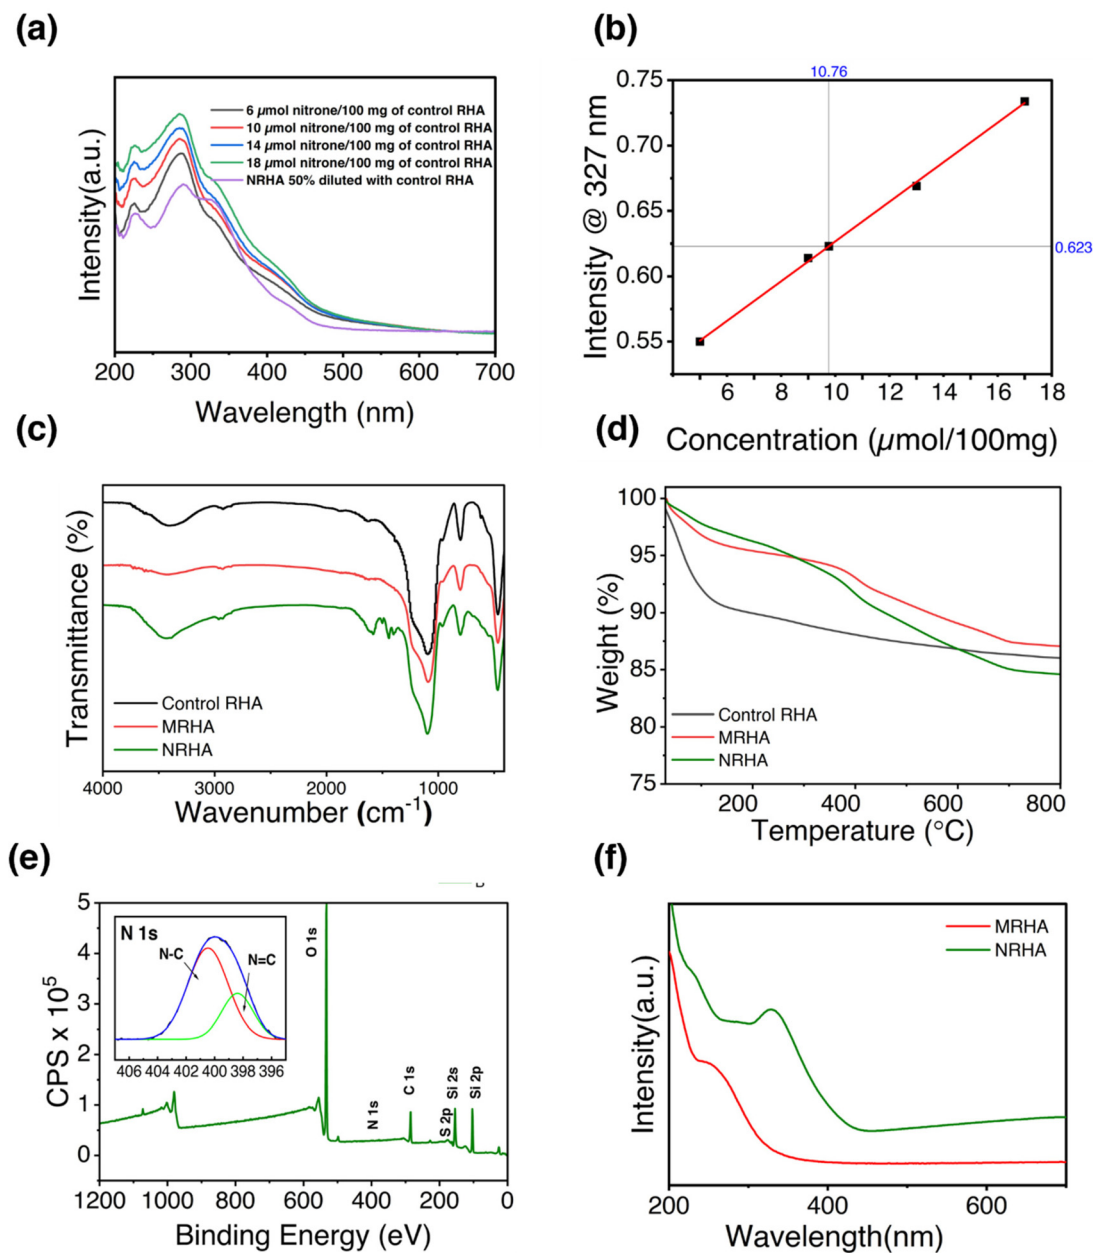 (a)
6 µmol nitrone/100 mg of control RHA
10 µmol nitrone/100 mg of control RHA
14 µmol nitrone/100 mg of control RHA
18 µmol nitrone/100 mg of control RHA
NRHA 50% diluted with control RHA
Intensity(a.u.)
200 300 400 500 600 700
Wavelength (nm)
(b)
10.76
0.75
0.70
0.65
0.60
0.55
0.623
Intensity @ 327 nm
6 8 10 12 14 16 18
Concentration (µmol/100mg)
(c)
Transmittance (%)
Control RHA
MRHA
NRHA
4000 3000 2000 1000
Wavenumber (cm-1)
(d)
100
95
90
85
80
75
Weight (%)
Control RHA
MRHA
NRHA
200 400 600 800
Temperature (°C)
(e)
5
4
3
2
1
0
CPS x 10⁵
N 1s
N-C
N=C
406 404 402 400 398 396
O 1s
N 1s
C 1s
S 2p
Si 2s
Si 2p
1200 1000 800 600 400 200 0
Binding Energy (eV)
(f)
MRHA
NRHA
Intensity(a.u.)
200 400 600
Wavelength(nm)